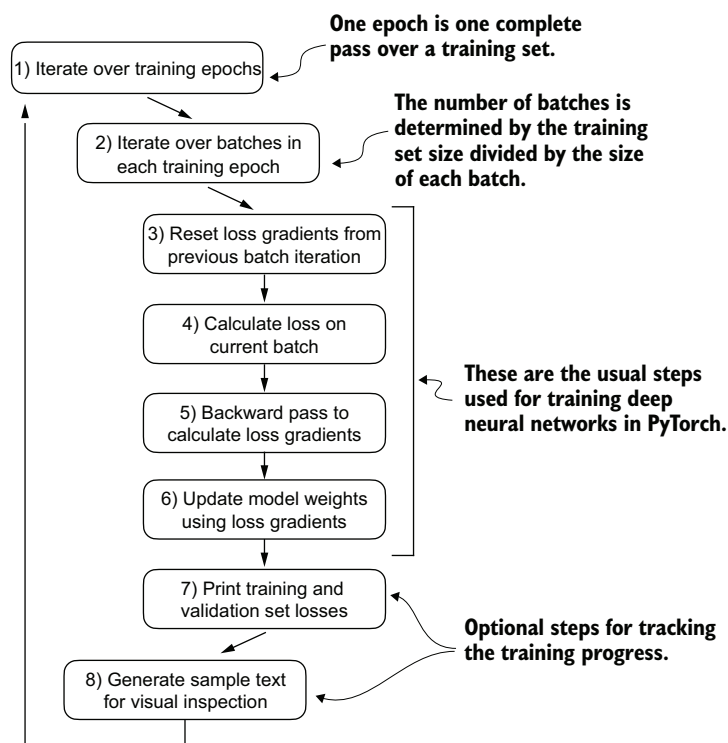 One epoch is one complete
pass over a training set.
1) Iterate over training epochs
The number of batches is
determined by the training
set size divided by the size
of each batch.
2) Iterate over batches in
each training epoch
3) Reset loss gradients from
previous batch iteration
4) Calculate loss on
current batch
These are the usual steps
used for training deep
neural networks in PyTorch.
5) Backward pass to
calculate loss gradients
6) Update model weights
using loss gradients
7) Print training and
validation set losses
Optional steps for tracking
the training progress.
8) Generate sample text
for visual inspection